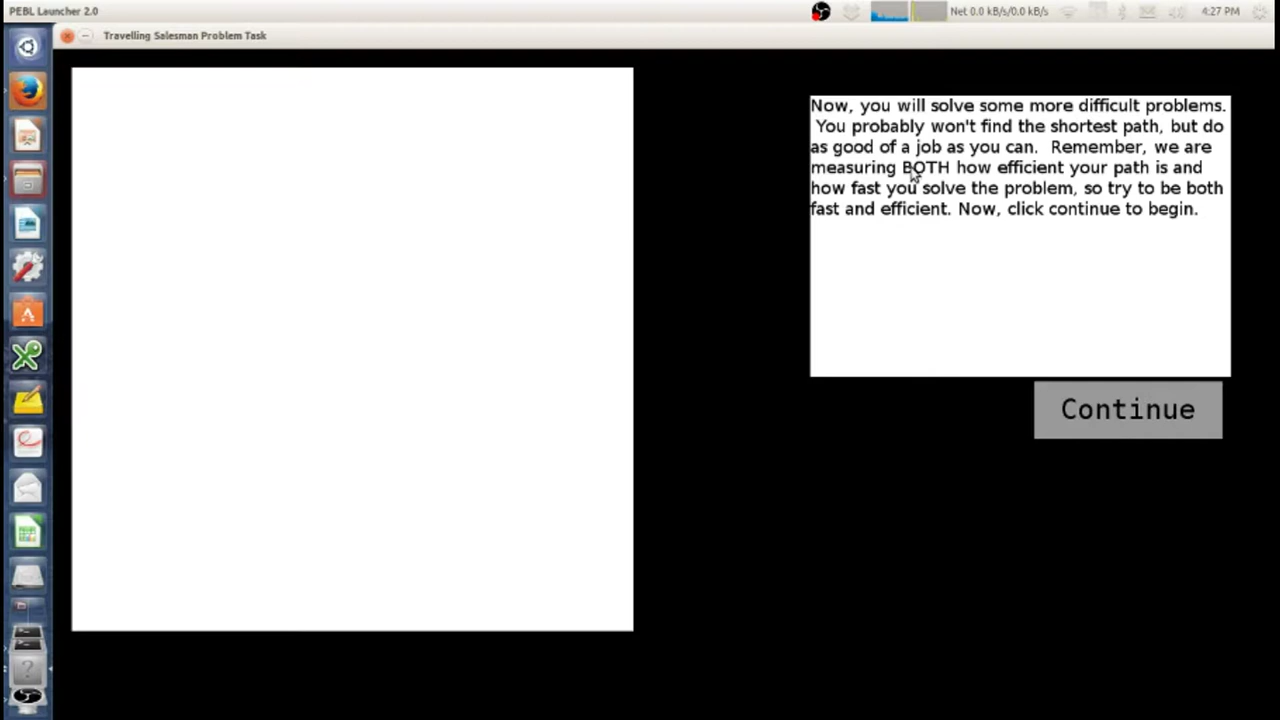 PEBL Launcher 2.0
Net 0.0 kB/s/0.0 kB/s
4:27 PM
Travelling Salesman Problem Task
Now, you will solve some more difficult problems.
You probably won't find the shortest path, but do
as good of a job as you can. Remember, we are
measuring BOTH how efficient your path is and
how fast you solve the problem, so try to be both
fast and efficient. Now, click continue to begin.
Continue